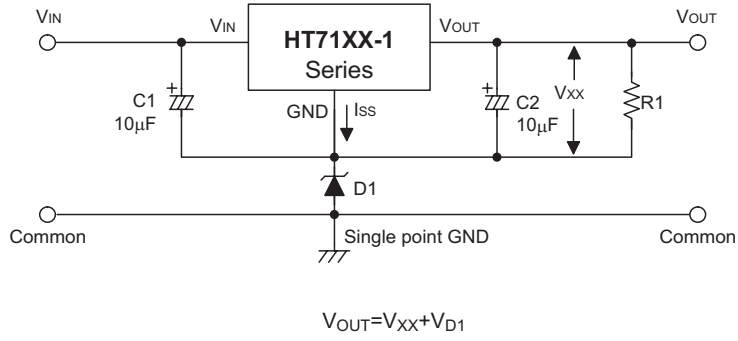 VIN
VIN
HT71XX-1
Series
VOUT
VOUT
C1
10μF
GND
ISS
C2
10μF
VXX
R1
D1
Common
Single point GND
Common
VOUT=VXX+VD1